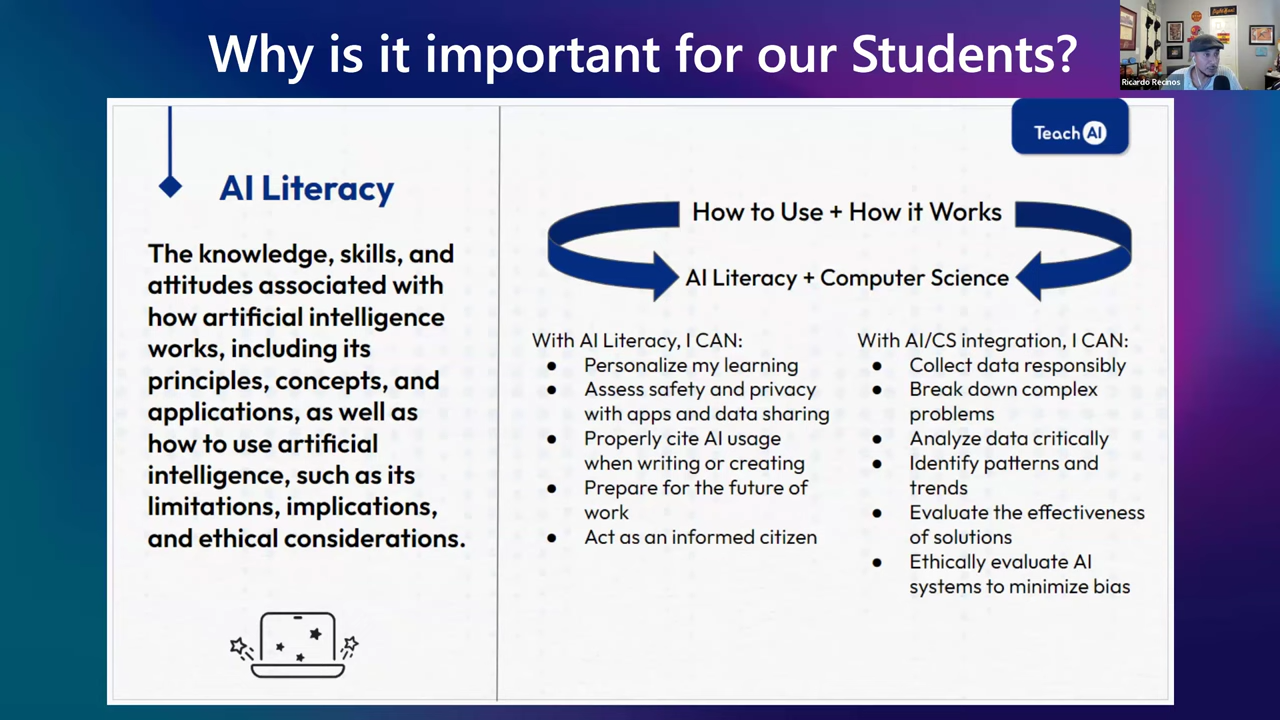 Why is it important for our Students?
Ricardo Recinos
Teach AI
AI Literacy
The knowledge, skills, and
attitudes associated with
how artificial intelligence
works, including its
principles, concepts, and
applications, as well as
how to use artificial
intelligence, such as its
limitations, implications,
and ethical considerations.
How to Use + How it Works
AI Literacy + Computer Science
With AI Literacy, I CAN:
● Personalize my learning
● Assess safety and privacy
with apps and data sharing
● Properly cite AI usage
when writing or creating
● Prepare for the future of
work
● Act as an informed citizen
With AI/CS integration, I CAN:
● Collect data responsibly
● Break down complex
problems
● Analyze data critically
● Identify patterns and
trends
● Evaluate the effectiveness
of solutions
● Ethically evaluate AI
systems to minimize bias